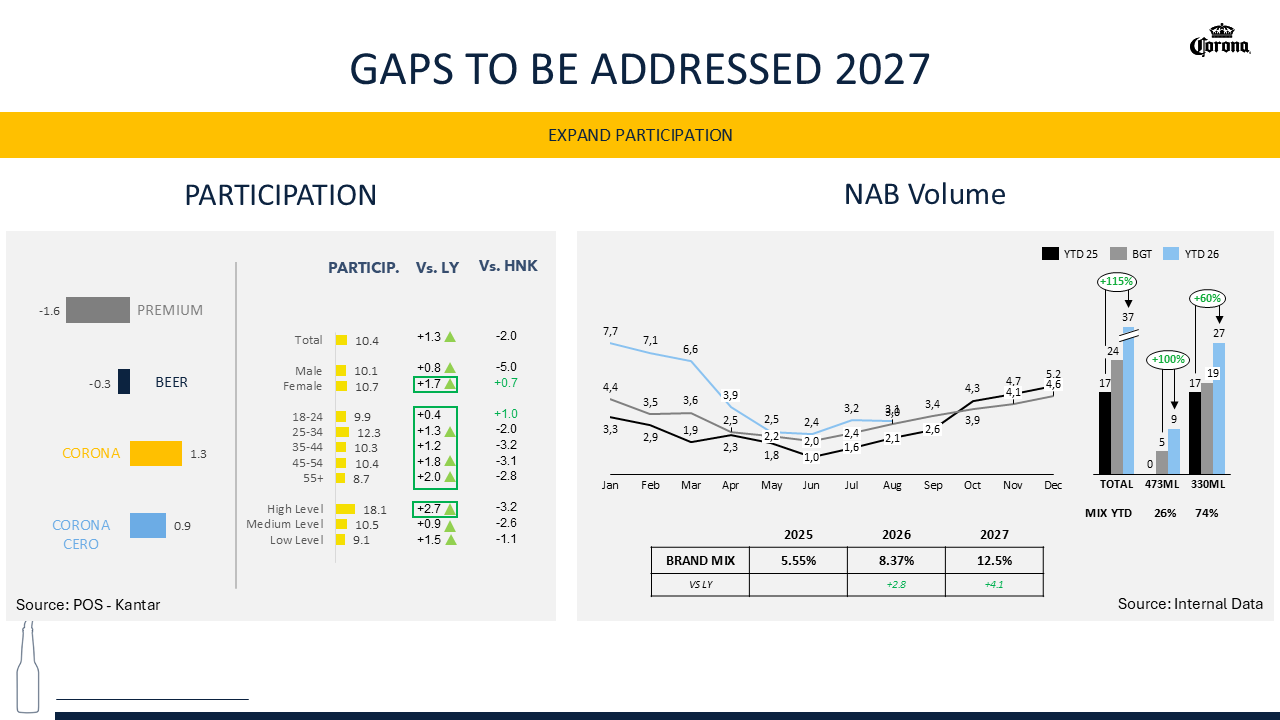 Corona
GAPS TO BE ADDRESSED 2027
EXPAND PARTICIPATION
PARTICIPATION
-1.6 PREMIUM
-0.3 BEER
CORONA 1.3
CORONA 0.9
CERO
PARTICIP. Vs. LY Vs. HNK
Total 10.4 +1.3 -2.0
Male 10.1 +0.8 -5.0
Female 10.7 +1.7 +0.7
18-24 9.9 +0.4 +1.0
25-34 12.3 +1.3 -2.0
35-44 10.3 +1.2 -3.2
45-54 10.4 +1.8 -3.1
55+ 8.7 +2.0 -2.8
High Level 18.1 +2.7 -3.2
Medium Level 10.5 +0.9 -2.6
Low Level 9.1 +1.5 -1.1
Source: POS - Kantar
NAB Volume
YTD 25 BGT YTD 26
7,7 7,1 6,6 3,9 2,5 2,4 3,2 3,1
4,4 3,5 3,6 2,5 2,2 2,0 2,4 3,0 3,4 3,9 4,1 4,6
3,3 2,9 1,9 2,3 1,8 1,0 1,6 2,1 2,6 4,3 4.7 5.2
Jan Feb Mar Apr May Jun Jul Aug Sep Oct Nov Dec
+115% +100% +60%
17 24 37 0 5 9 17 19 27
TOTAL 473ML 330ML
MIX YTD 26% 74%
2025 2026 2027
BRAND MIX 5.55% 8.37% 12.5%
VS LY +2.8 +4.1
Source: Internal Data